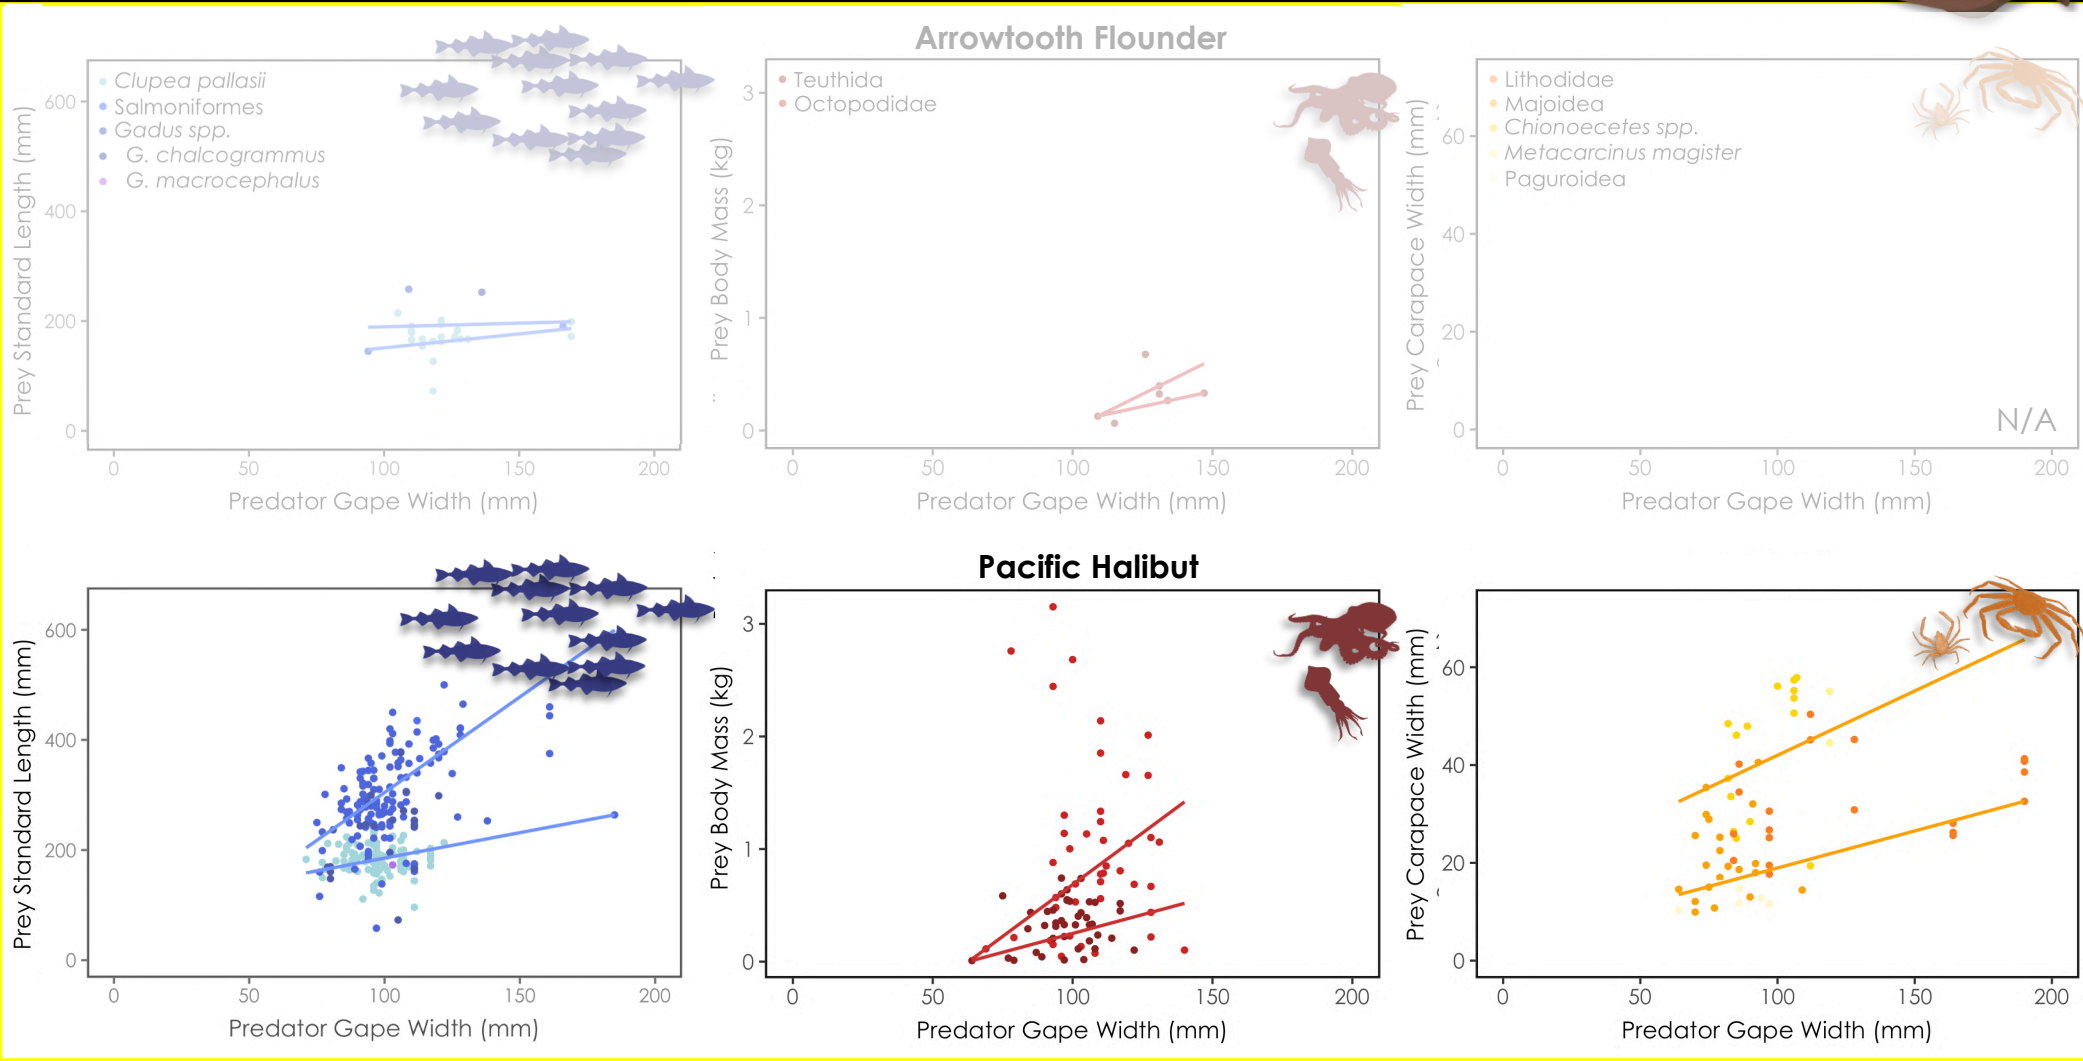 Arrowtooth Flounder
Clupea pallasii
Salmoniformes
Gadus spp.
G. chalcogrammus
G. macrocephalus
Prey Standard Length (mm)
600
400
200
0
0 50 100 150 200
Predator Gape Width (mm)
Teuthida
Octopodidae
Prey Body Mass (kg)
3
2
1
0
0 50 100 150 200
Predator Gape Width (mm)
Lithodidae
Majoidea
Chionoecetes spp.
Metacarcinus magister
Paguroidea
Prey Carapace Width (mm)
60
40
20
0
N/A
0 50 100 150 200
Predator Gape Width (mm)
Pacific Halibut
Prey Standard Length (mm)
600
400
200
0
0 50 100 150 200
Predator Gape Width (mm)
Prey Body Mass (kg)
3
2
1
0
0 50 100 150 200
Predator Gape Width (mm)
Prey Carapace Width (mm)
60
40
20
0
0 50 100 150 200
Predator Gape Width (mm)